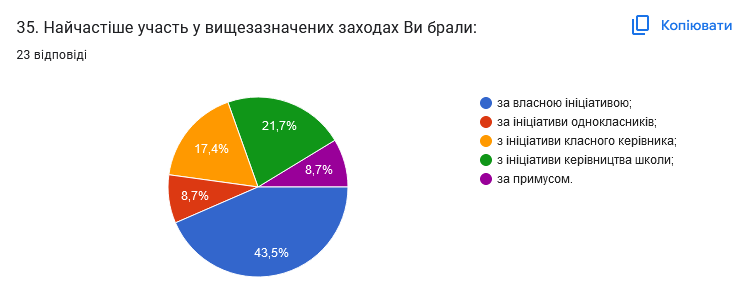 35. Найчастіше участь у вищезазначених заходах Ви брали:
Копіювати
23 відповіді
за власною ініціативою;
за ініціативи однокласників;
з ініціативи класного керівника;
з ініціативи керівництва школи;
за примусом.
21,7%
17,4%
8,7%
8,7%
43,5%